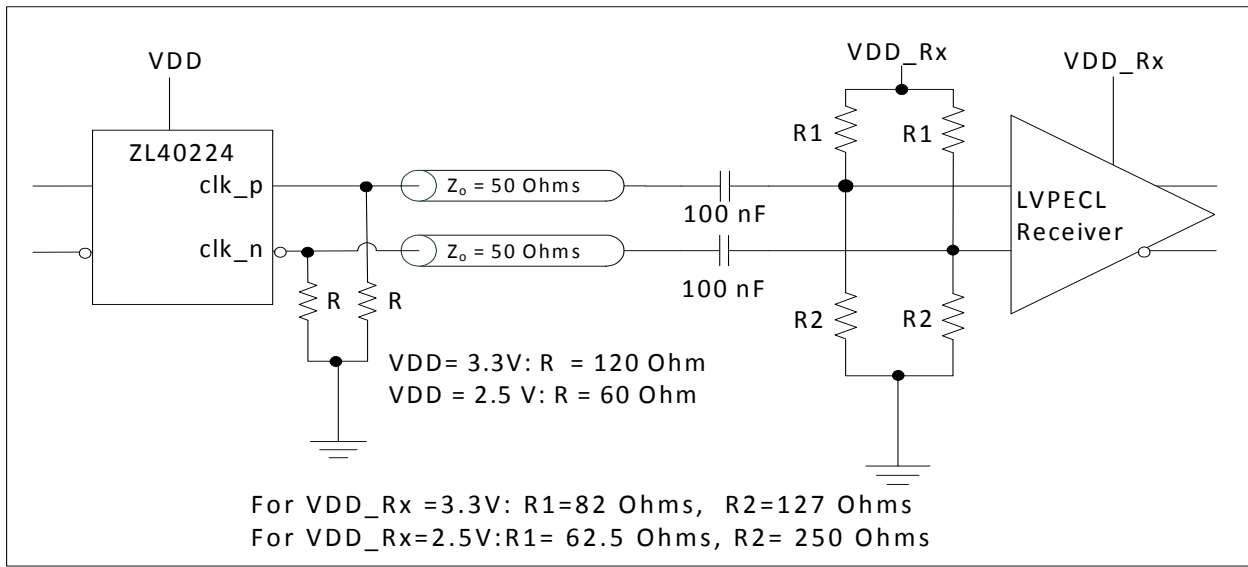 VDD
VDD_Rx
VDD_Rx
ZL40224
clk_p
clk_n
Z₀ = 50 Ohms
Z₀ = 50 Ohms
100 nF
100 nF
R1
R1
R2
R2
LVPECL
Receiver
R
R
VDD= 3.3V: R = 120 Ohm
VDD = 2.5 V: R = 60 Ohm
For VDD_Rx =3.3V: R1=82 Ohms, R2=127 Ohms
For VDD_Rx=2.5V:R1= 62.5 Ohms, R2= 250 Ohms